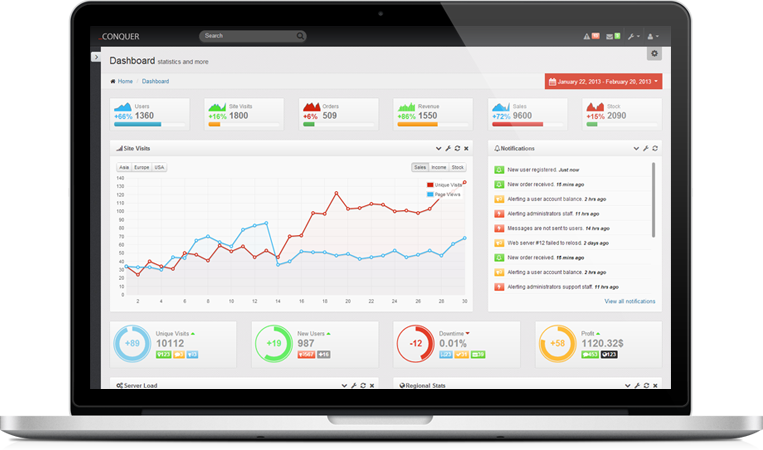 .CONQUER
Search
Dashboard statistics and more
Home / Dashboard
January 22, 2013 - February 20, 2013
Users
+66% 1360
Site Visits
+16% 1800
Orders
+6% 509
Revenue
+86% 1550
Sales
+72% 9600
Stock
+15% 2090
Site Visits
Asia Europe USA
Sales Income Stock
Unique Visits
Page Views
140
130
120
110
100
90
80
70
60
50
40
30
20
10
0
2 4 6 8 10 12 14 16 18 20 22 24 26 28 30
Notifications
New user registered. Just now
New order received. 15 mins ago
Alerting a user account balance. 2 hrs ago
Alerting administrators staff. 11 hrs ago
Messages are not sent to users. 14 hrs ago
Web server #12 failed to relosd. 2 days ago
New order received. 15 mins ago
Alerting a user account balance. 2 hrs ago
Alerting administrators support staff. 11 hrs ago
View all notifications
+89
Unique Visits
10112
+19
New Users
987
-12
Downtime
0.01%
+58
Profit
1120.32$
453 123
Server Load
Regional Stats